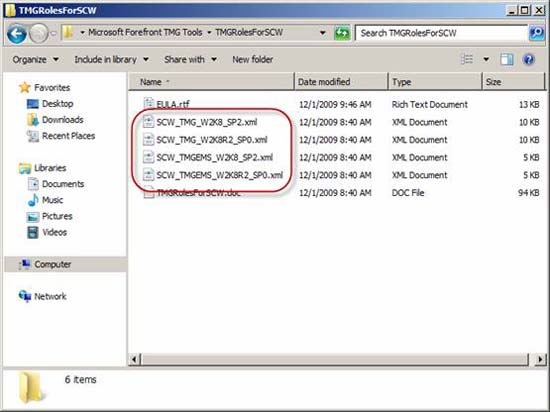 TMGRolesForSCW
Microsoft Forefront TMG Tools TMGRolesForSCW Search TMGRolesForSCW
Organize Include in library Share with New folder
Favorites
Desktop
Downloads
Recent Places
Libraries
Documents
Music
Pictures
Videos
Computer
Network
Name Date modified Type Size
EULA.rtf 12/1/2009 9:46 AM Rich Text Document 13 KB
SCW_TMG_W2K8_SP2.xml 12/1/2009 8:40 AM XML Document 10 KB
SCW_TMG_W2K8R2_SP0.xml 12/1/2009 8:40 AM XML Document 10 KB
SCW_TMGEMS_W2K8_SP2.xml 12/1/2009 8:40 AM XML Document 5 KB
SCW_TMGEMS_W2K8R2_SP0.xml 12/1/2009 8:40 AM XML Document 5 KB
TMGRolesForSCW.doc 12/1/2009 8:40 AM DOC File 94 KB
6 items